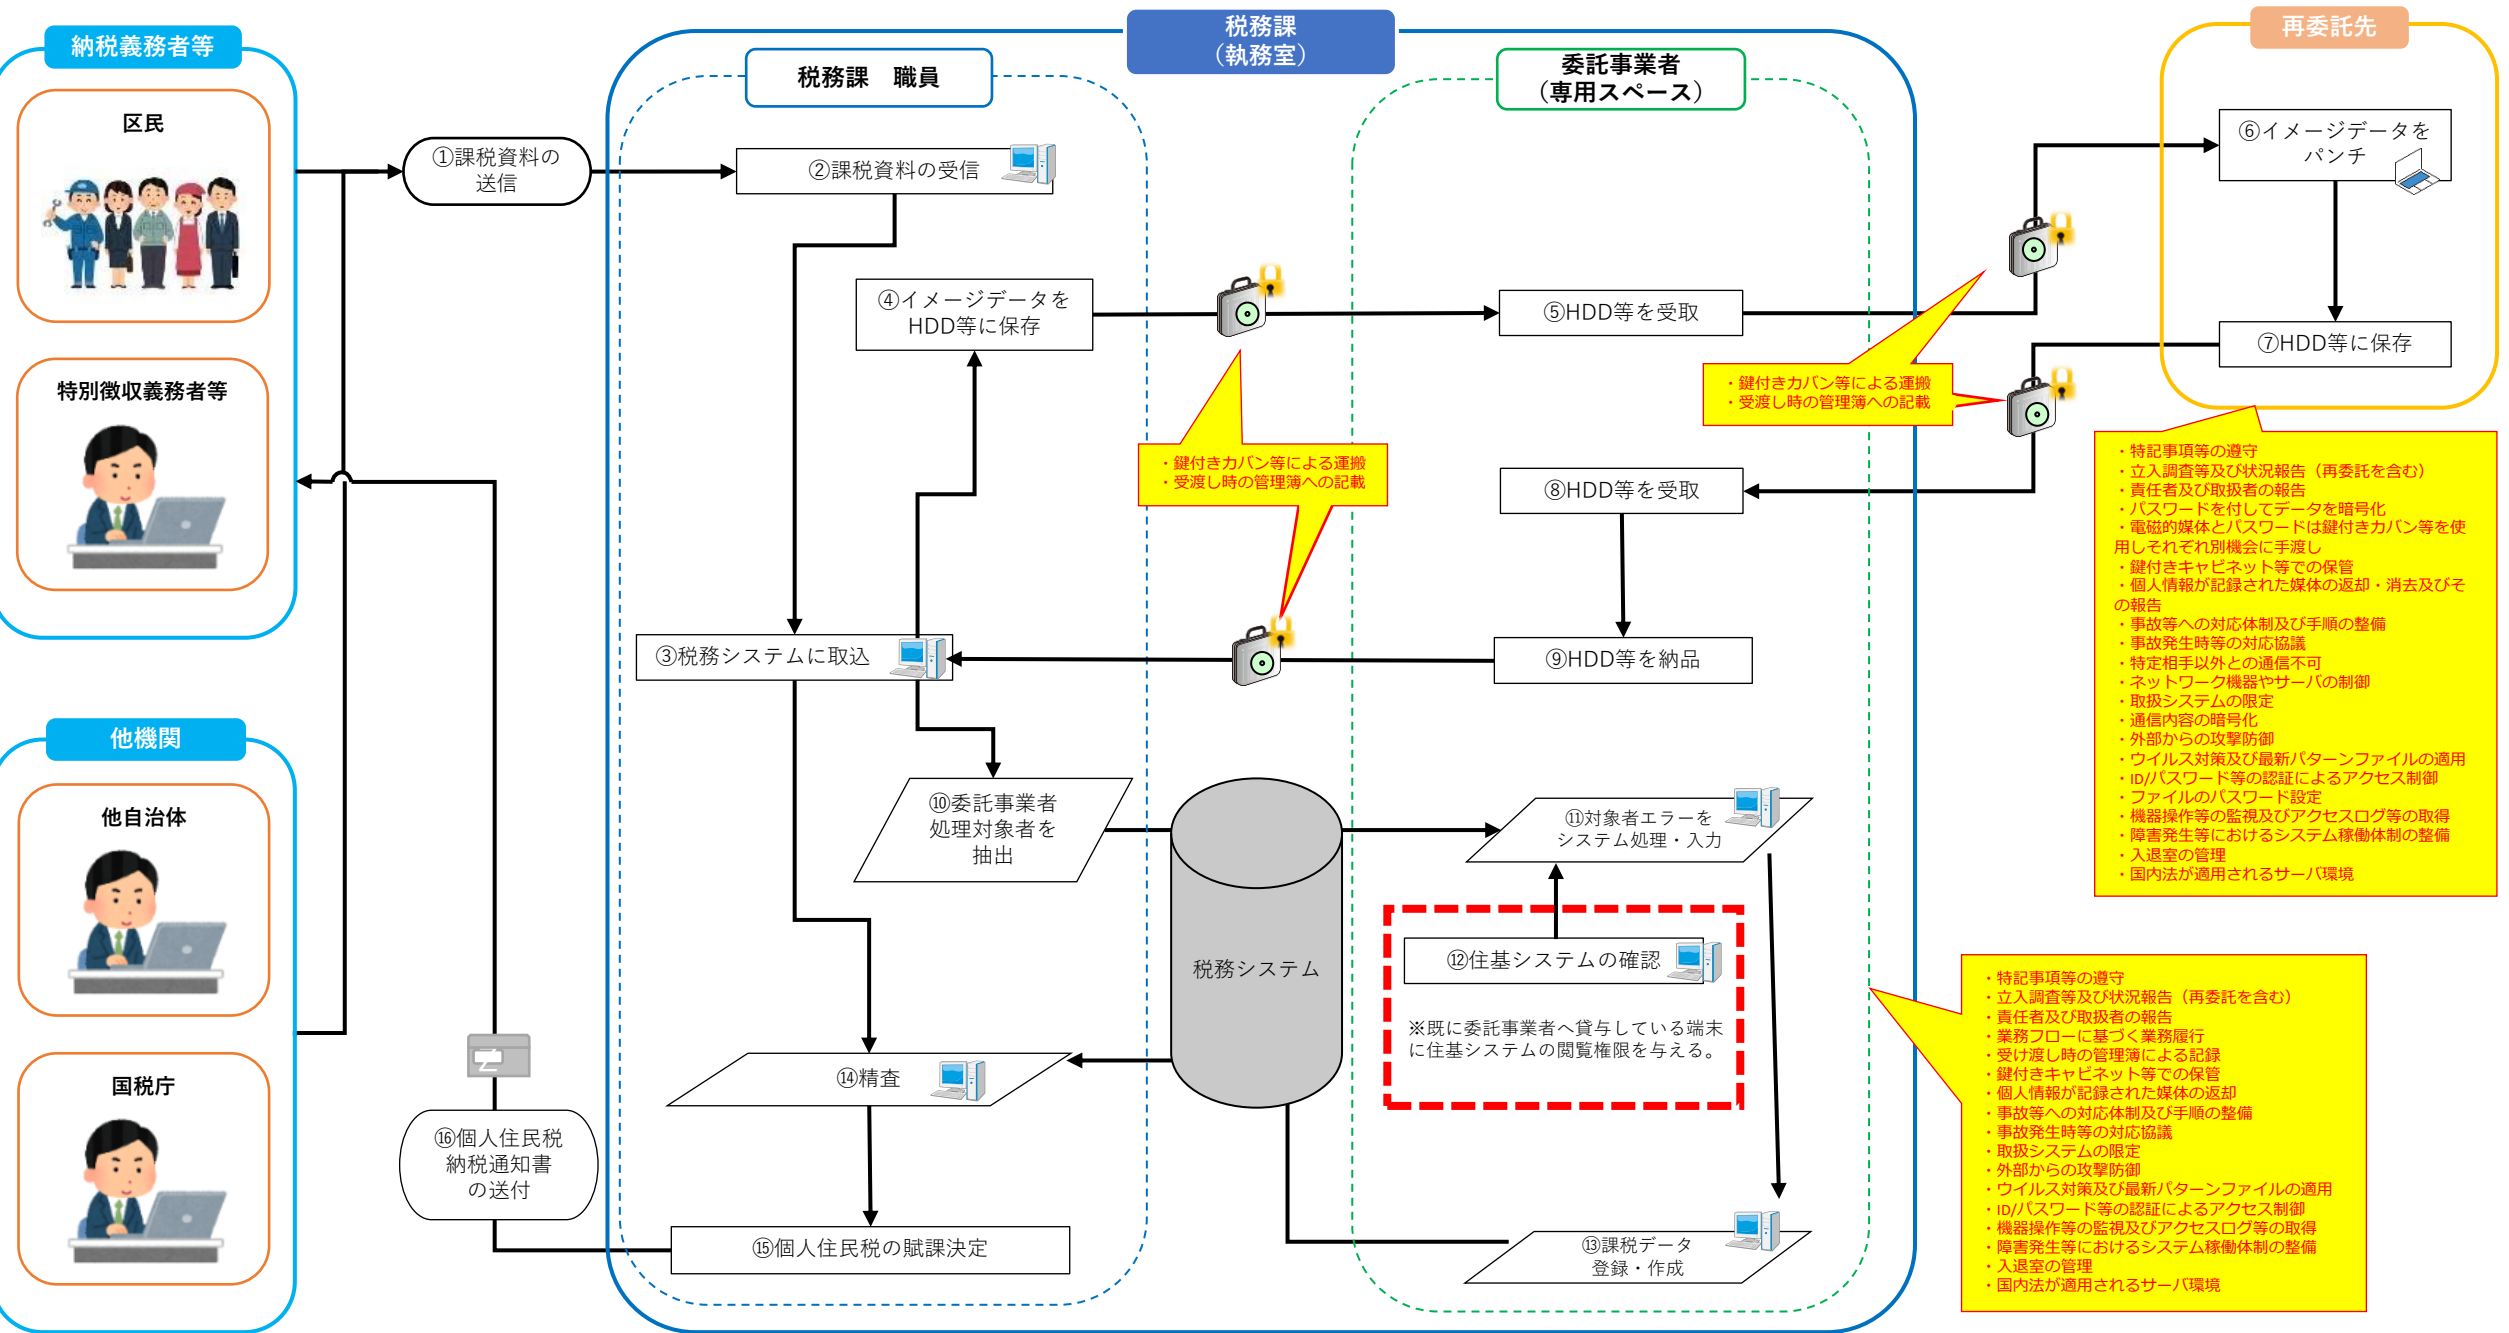 納税義務者等
区民
特別徴収義務者等
他機関
他自治体
国税庁
①課税資料の
送信
⑯個人住民税
納税通知書
の送付
税務課
（執務室）
税務課　職員
②課税資料の受信
④イメージデータを
HDD等に保存
③税務システムに取込
⑩委託事業者
処理対象者を
抽出
⑭精査
⑮個人住民税の賦課決定
・鍵付きカバン等による運搬
・受渡し時の管理簿への記載
税務システム
委託事業者
（専用スペース）
⑤HDD等を受取
⑧HDD等を受取
⑨HDD等を納品
⑪対象者エラーを
システム処理・入力
⑫住基システムの確認
※既に委託事業者へ貸与している端末
に住基システムの閲覧権限を与える。
⑬課税データ
登録・作成
・鍵付きカバン等による運搬
・受渡し時の管理簿への記載
再委託先
⑥イメージデータを
パンチ
⑦HDD等に保存
・特記事項等の遵守
・立入調査等及び状況報告（再委託を含む）
・責任者及び取扱者の報告
・パスワードを付してデータを暗号化
・電磁的媒体とパスワードは鍵付きカバン等を使
用しそれぞれ別機会に手渡し
・鍵付きキャビネット等での保管
・個人情報が記録された媒体の返却・消去及びそ
の報告
・事故等への対応体制及び手順の整備
・事故発生時等の対応協議
・特定相手以外との通信不可
・ネットワーク機器やサーバの制御
・取扱システムの限定
・通信内容の暗号化
・外部からの攻撃防御
・ウイルス対策及び最新パターンファイルの適用
・ID/パスワード等の認証によるアクセス制御
・ファイルのパスワード設定
・機器操作等の監視及びアクセスログ等の取得
・障害発生等におけるシステム稼働体制の整備
・入退室の管理
・国内法が適用されるサーバ環境
・特記事項等の遵守
・立入調査等及び状況報告（再委託を含む）
・責任者及び取扱者の報告
・業務フローに基づく業務履行
・受け渡し時の管理簿による記録
・鍵付きキャビネット等での保管
・個人情報が記録された媒体の返却
・事故等への対応体制及び手順の整備
・事故発生時等の対応協議
・取扱システムの限定
・外部からの攻撃防御
・ウイルス対策及び最新パターンファイルの適用
・ID/パスワード等の認証によるアクセス制御
・機器操作等の監視及びアクセスログ等の取得
・障害発生等におけるシステム稼働体制の整備
・入退室の管理
・国内法が適用されるサーバ環境